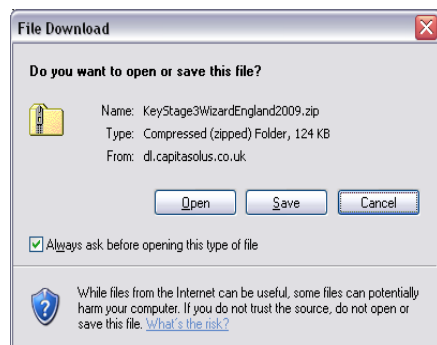 File Download
Do you want to open or save this file?
Name: KeyStage3WizardEngland2009.zip
Type: Compressed (zipped) Folder, 124 KB
From: dl.capitasolus.co.uk
Open Save Cancel
Always ask before opening this type of file
While files from the Internet can be useful, some files can potentially
harm your computer. If you do not trust the source, do not open or
save this file. What's the risk?